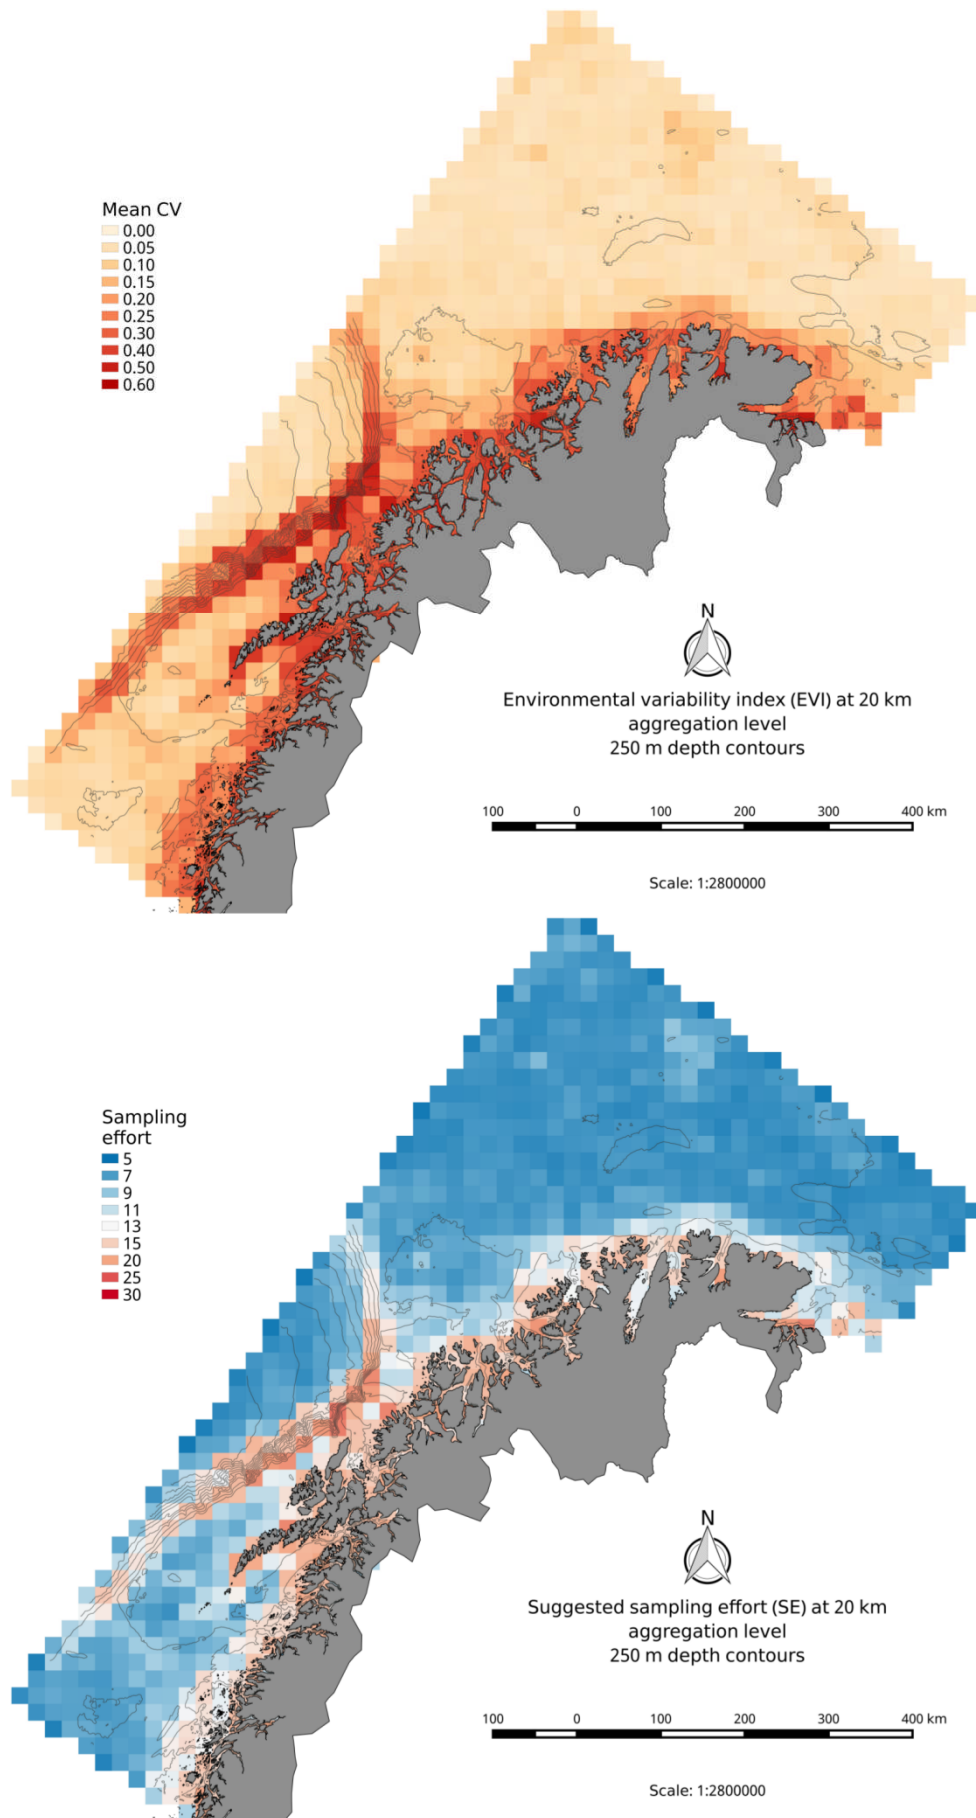 Mean CV
0.00
0.05
0.10
0.15
0.20
0.25
0.30
0.40
0.50
0.60
N
Environmental variability index (EVI) at 20 km
aggregation level
250 m depth contours
100 0 100 200 300 400 km
Scale: 1:2800000
Sampling
effort
5
7
9
11
13
15
20
25
30
N
Suggested sampling effort (SE) at 20 km
aggregation level
250 m depth contours
100 0 100 200 300 400 km
Scale: 1:2800000